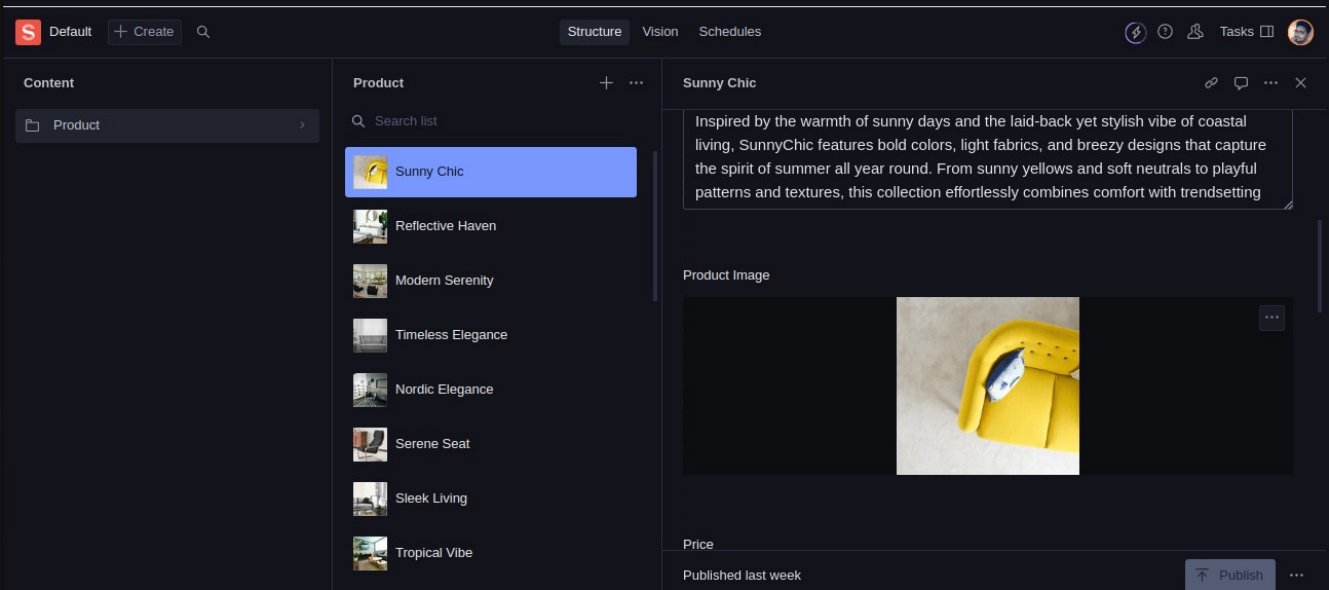 S Default + Create Structure Vision Schedules Tasks
Content
Product
Product
Search list
Sunny Chic
Reflective Haven
Modern Serenity
Timeless Elegance
Nordic Elegance
Serene Seat
Sleek Living
Tropical Vibe
Sunny Chic
Inspired by the warmth of sunny days and the laid-back yet stylish vibe of coastal
living, SunnyChic features bold colors, light fabrics, and breezy designs that capture
the spirit of summer all year round. From sunny yellows and soft neutrals to playful
patterns and textures, this collection effortlessly combines comfort with trendsetting
Product Image
Price
Published last week Publish